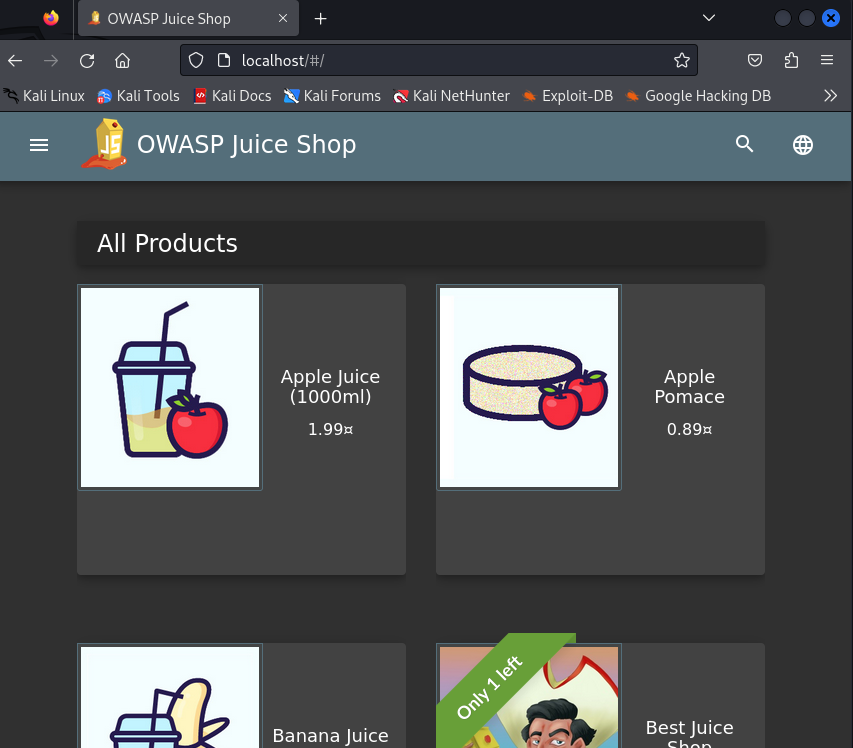 OWASP Juice Shop
localhost/#/
Kali Linux Kali Tools Kali Docs Kali Forums Kali NetHunter Exploit-DB Google Hacking DB
JS OWASP Juice Shop
All Products
Apple Juice
(1000ml)
1.99¤
Apple
Pomace
0.89¤
Only 1 left
Banana Juice
Best Juice
Shop